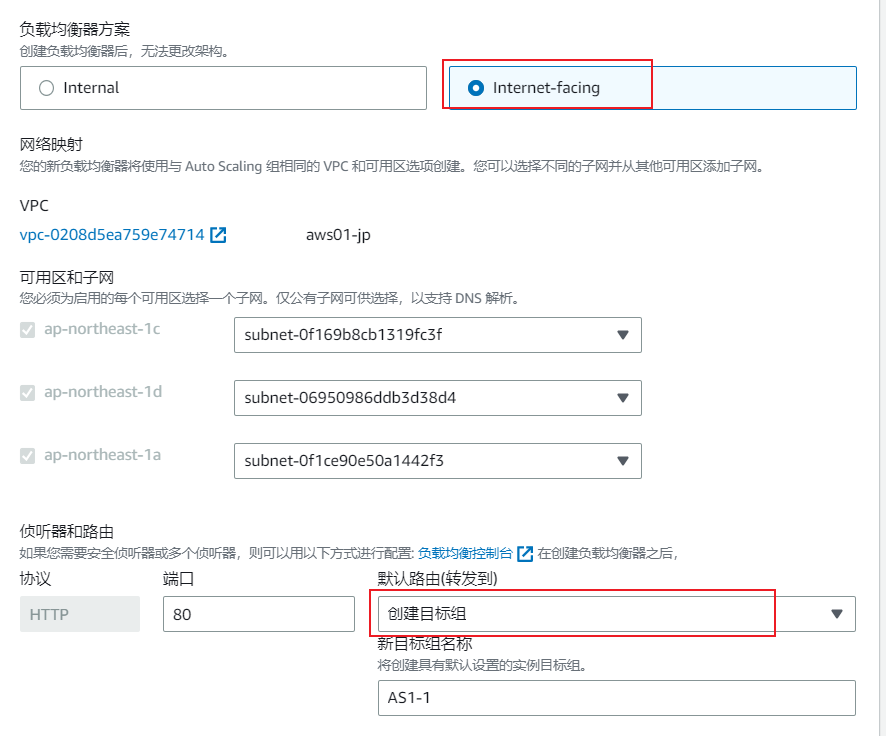 负载均衡器方案
创建负载均衡器后，无法更改架构。
Internal
Internet-facing
网络映射
您的新负载均衡器将使用与 Auto Scaling 组相同的 VPC 和可用区选项创建。您可以选择不同的子网并从其他可用区添加子网。
VPC
vpc-0208d5ea759e74714 aws01-jp
可用区和子网
您必须为启用的每个可用区选择一个子网。仅公有子网可供选择，以支持 DNS 解析。
ap-northeast-1c subnet-0f169b8cb1319fc3f
ap-northeast-1d subnet-06950986ddb3d38d4
ap-northeast-1a subnet-0f1ce90e50a1442f3
侦听器和路由
如果您需要安全侦听器或多个侦听器，则可以用以下方式进行配置: 负载均衡控制台 在创建负载均衡器之后，
协议 端口 默认路由(转发到)
HTTP 80 创建目标组
新目标组名称
将创建具有默认设置的实例目标组。
AS1-1